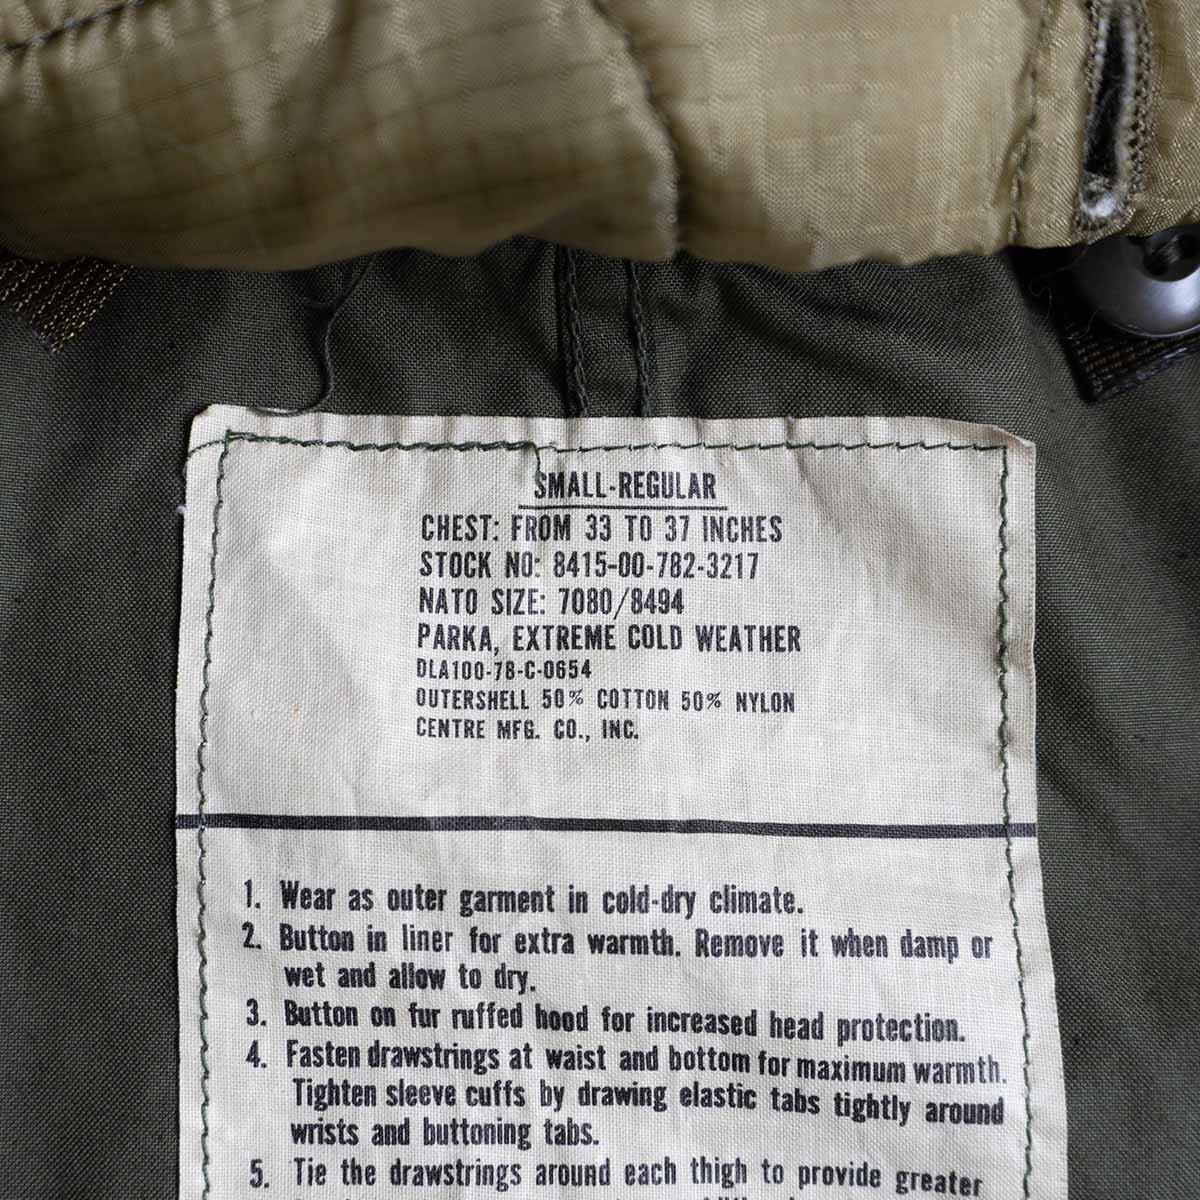 SMALL-REGULAR
CHEST: FROM 33 TO 37 INCHES
STOCK NO: 8415-00-782-3217
NATO SIZE: 7080/8494
PARKA, EXTREME COLD WEATHER
DLA100-78-C-0654
OUTERSHELL 50% COTTON 50% NYLON
CENTRE MFG. CO., INC.
1. Wear as outer garment in cold-dry climate.
2. Button in liner for extra warmth. Remove it when damp or
wet and allow to dry.
3. Button on fur ruffed hood for increased head protection.
4. Fasten drawstrings at waist and bottom for maximum warmth.
Tighten sleeve cuffs by drawing elastic tabs tightly around
wrists and buttoning tabs.
5. Tie the drawstrings around each thigh to provide greater